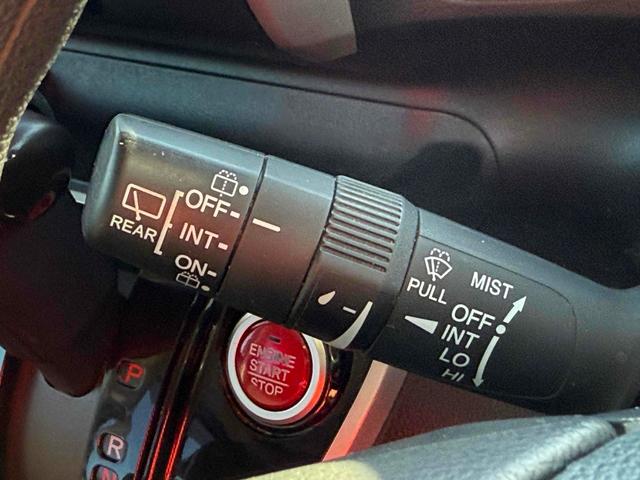 REAR
OFF
INT
ON
PULL
MIST
OFF
INT
LO
HI
ENGINE
START
STOP
P
R
N